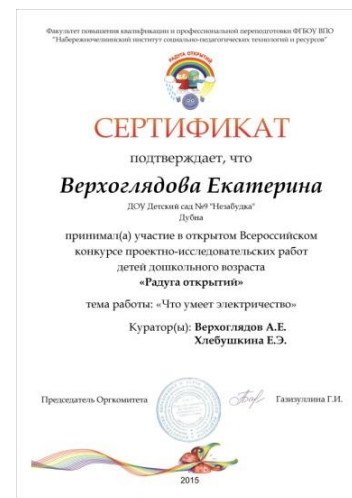 Факультет повышения квалификации и профессиональной переподготовки ФГБОУ ВПО
"Набережночелнинский институт социально-педагогических технологий и ресурсов"
РАДУГА ОТКРЫТИЙ
СЕРТИФИКАТ
подтверждает, что
Верхоглядова Екатерина
ДОУ Детский сад №9 "Незабудка"
Дубна
принимал(а) участие в открытом Всероссийском
конкурсе проектно-исследовательских работ
детей дошкольного возраста
«Радуга открытий»
тема работы: «Что умеет электричество»
Куратор(ы): Верхоглядов А.Е.
Хлебушкина Е.Э.
Председатель Оргкомитета Газизуллина Г.И.
2015